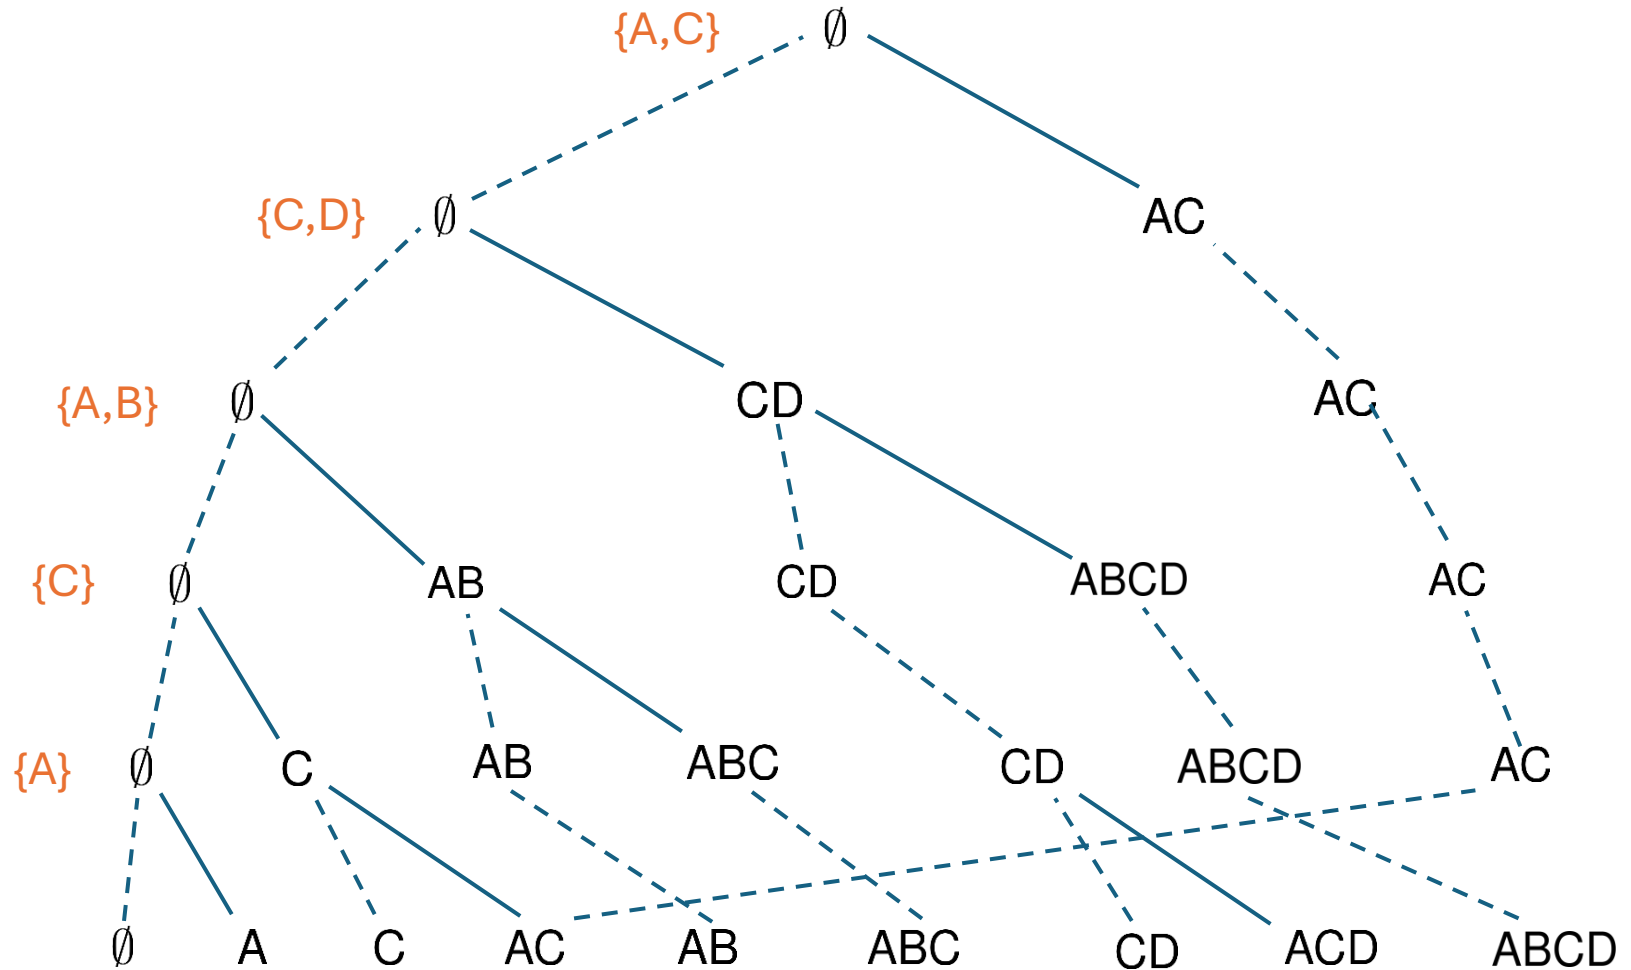 {A,C} ∅
{C,D} ∅ AC
{A,B} ∅ CD AC
{C} ∅ AB CD ABCD AC
{A} ∅ C AB ABC CD ABCD AC
∅ A C AC AB ABC CD ACD ABCD